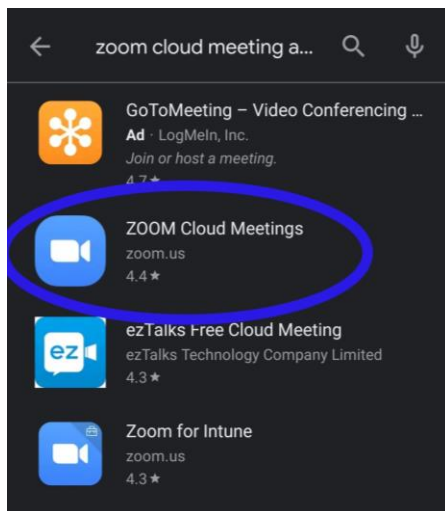 zoom cloud meeting a...
GoToMeeting – Video Conferencing ...
Ad · LogMeIn, Inc.
Join or host a meeting.
4.7★
ZOOM Cloud Meetings
zoom.us
4.4★
ezTalks Free Cloud Meeting
ez
ezTalks Technology Company Limited
4.3★
Zoom for Intune
zoom.us
4.3★